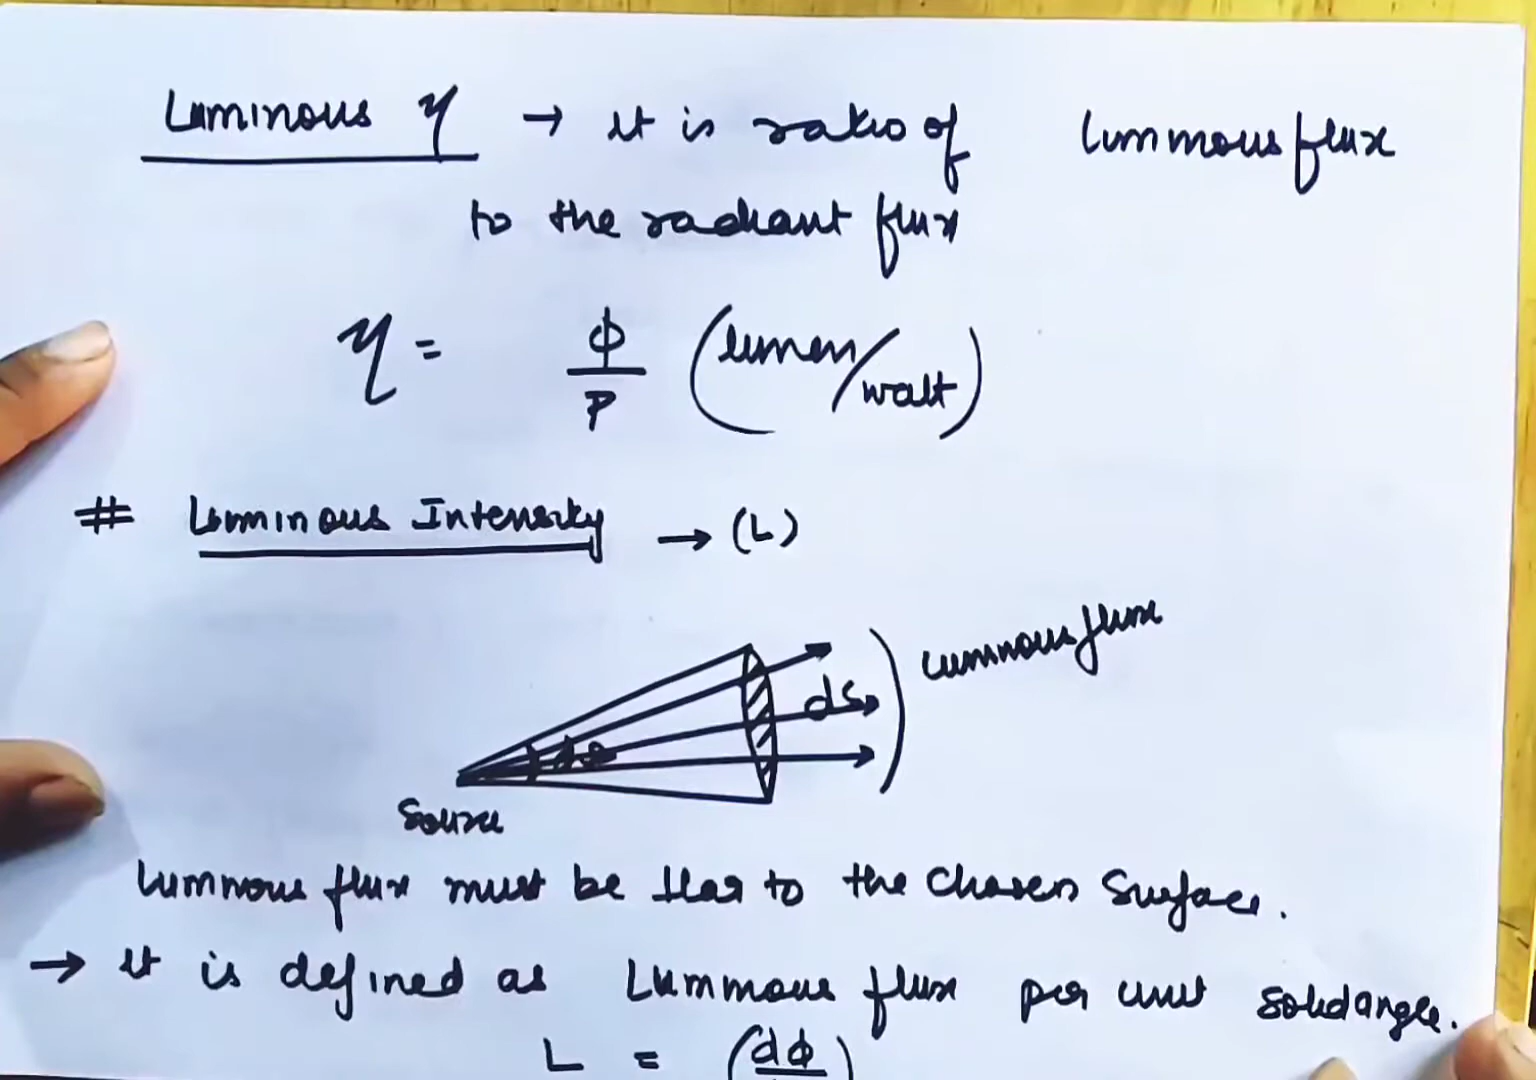 Luminous η → it is ratio of luminous flux
to the radiant flux
η = ϕ/P (lumen/watt)
# Luminous Intensity → (L)
luminous flux
ds
Source
luminous flux must be ⊥lar to the chosen surface.
→ it is defined as Luminous flux per unit solid angle.
L = (dϕ